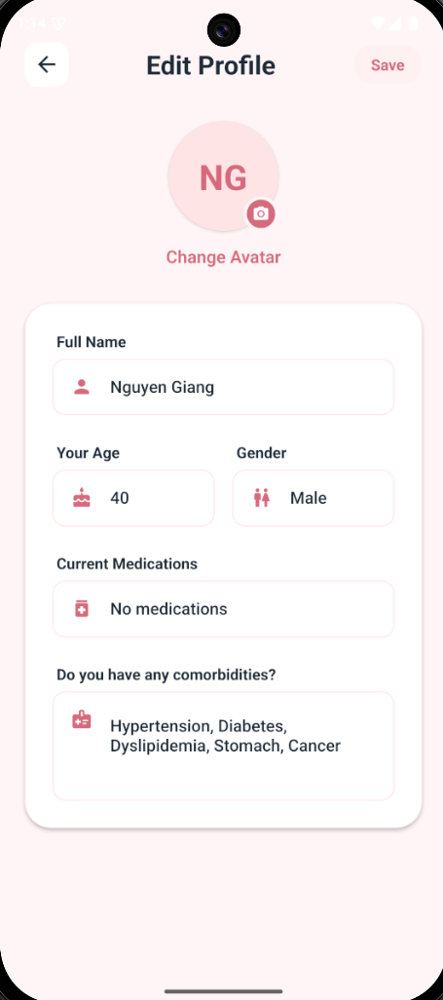 1:14
Edit Profile
Save
NG
Change Avatar
Full Name
Nguyen Giang
Your Age
Gender
40
Male
Current Medications
No medications
Do you have any comorbidities?
Hypertension, Diabetes,
Dyslipidemia, Stomach, Cancer